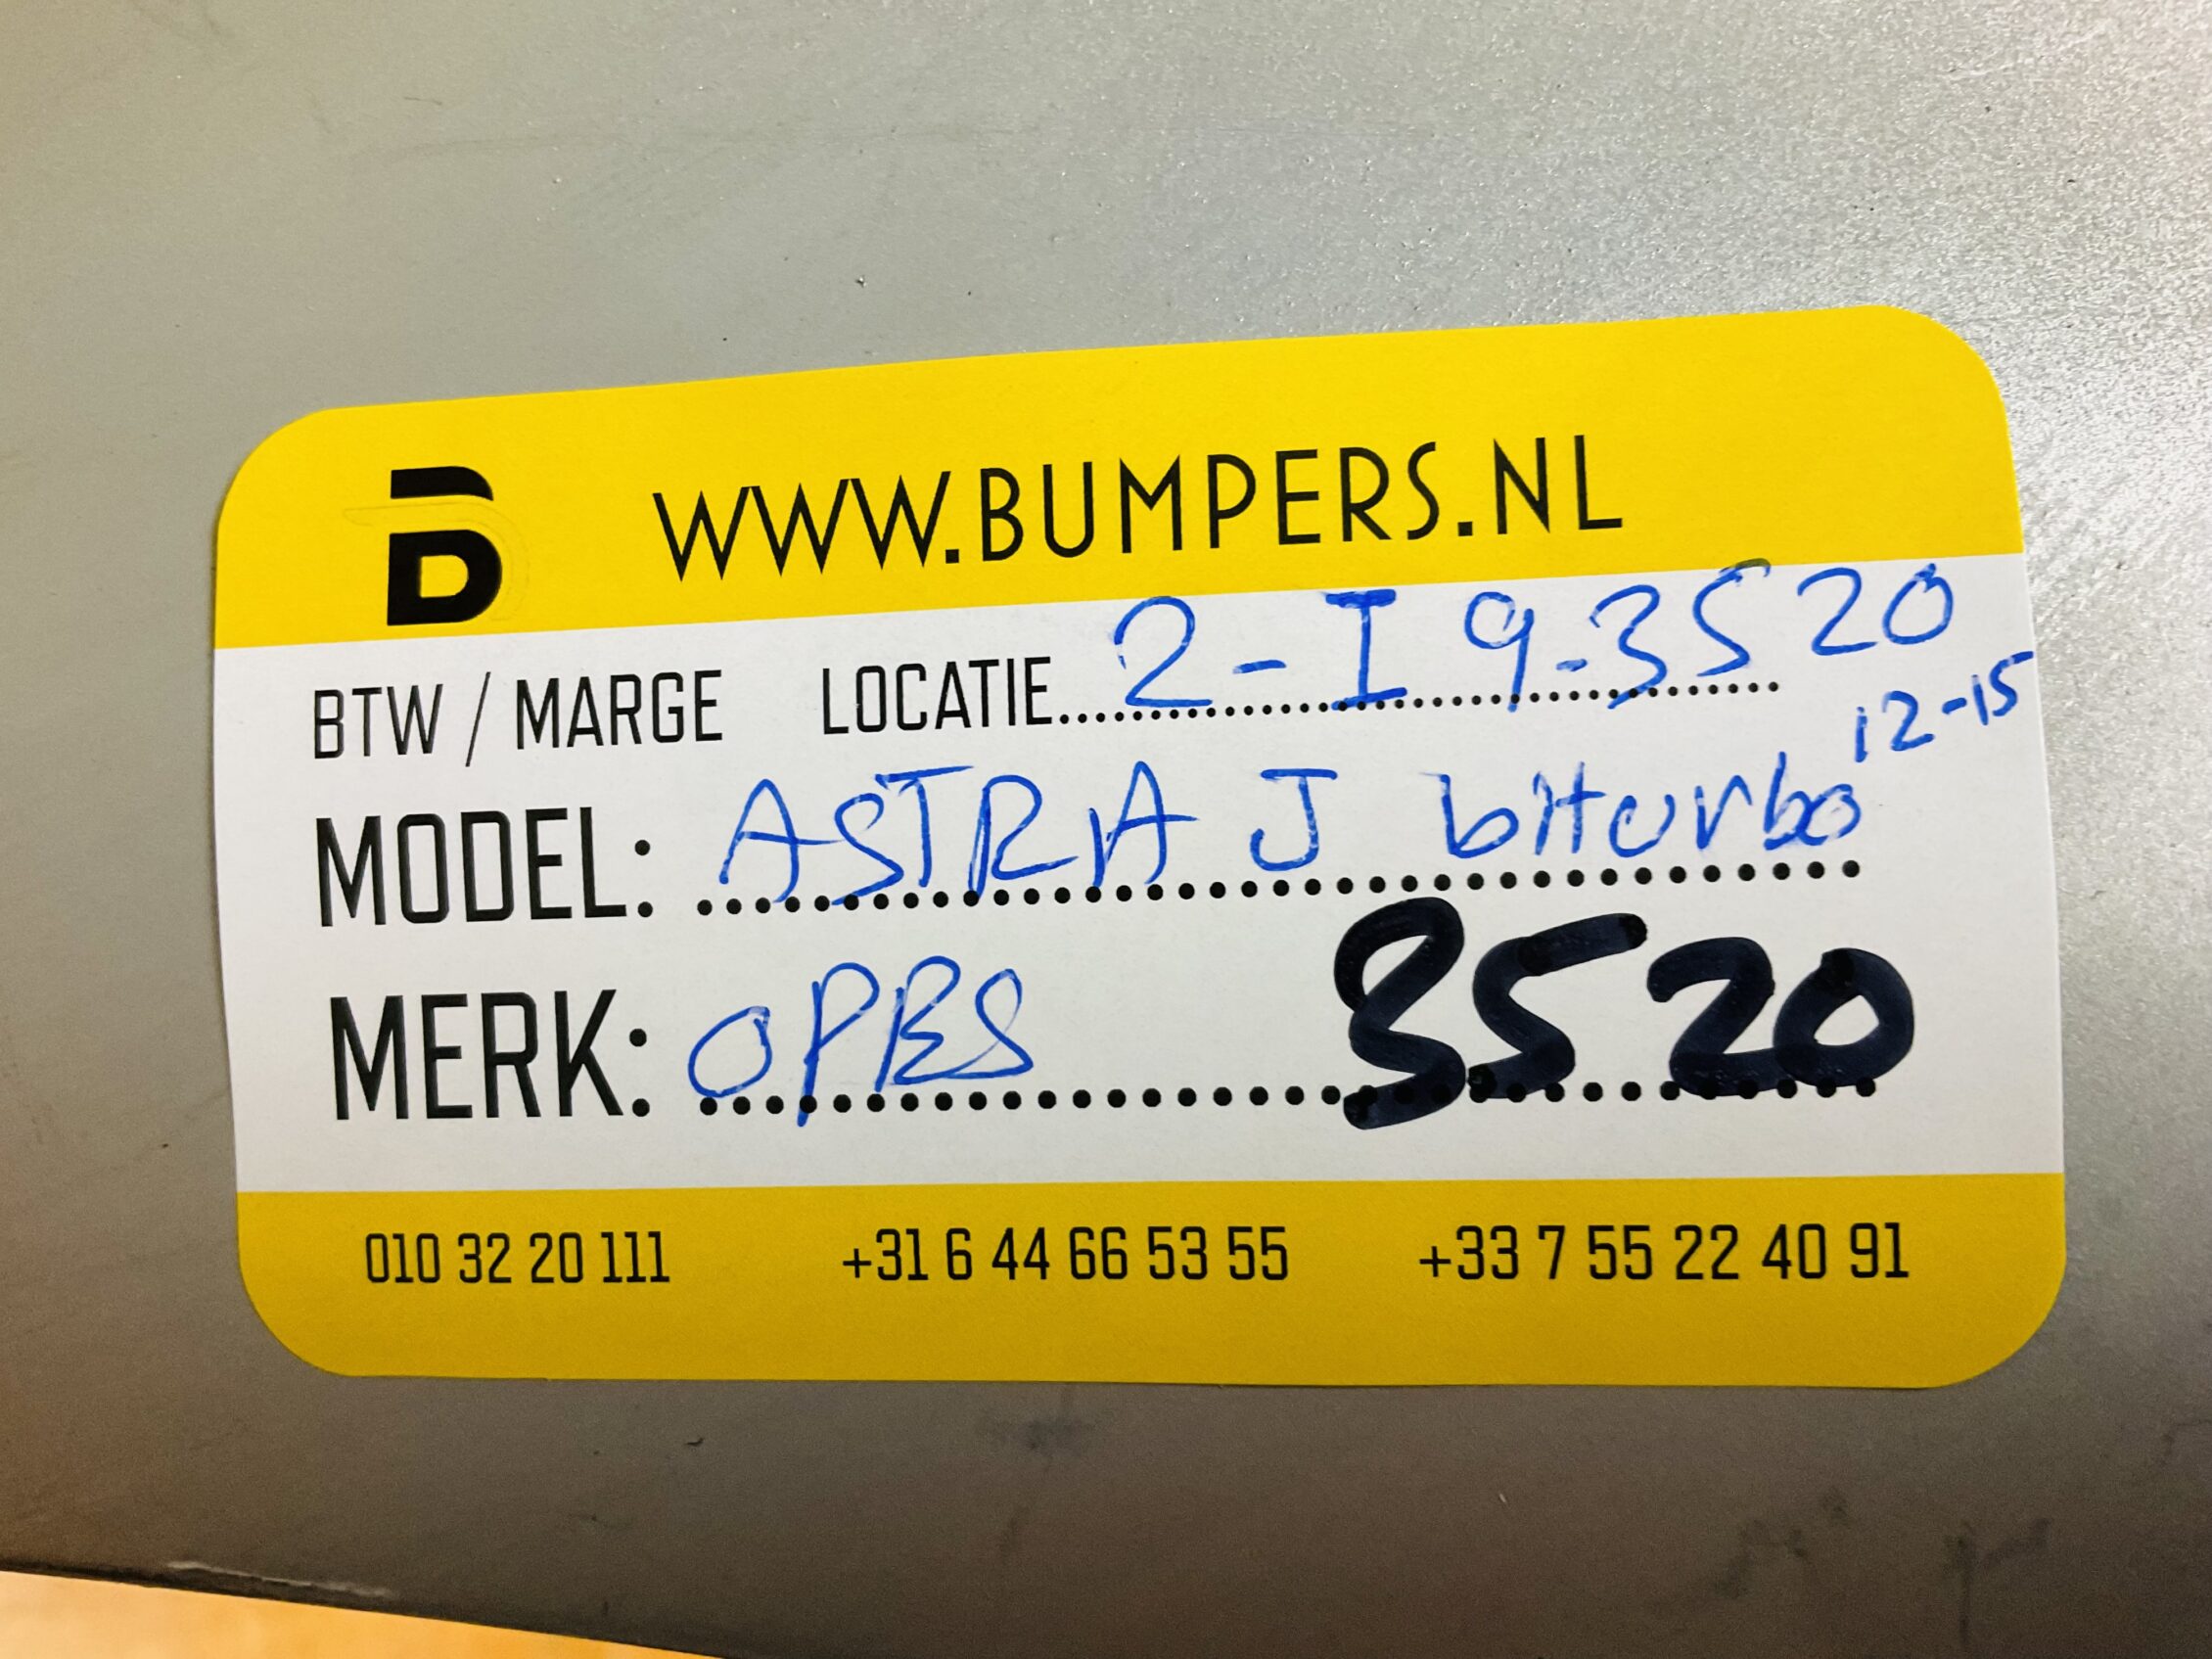 B WWW.BUMPERS.NL
BTW / MARGE LOCATIE 2-I 9-3520
12-15
MODEL: ASTRA J biturbo
MERK: OPES 3520
010 32 20 111 +31 6 44 66 53 55 +33 7 55 22 40 91